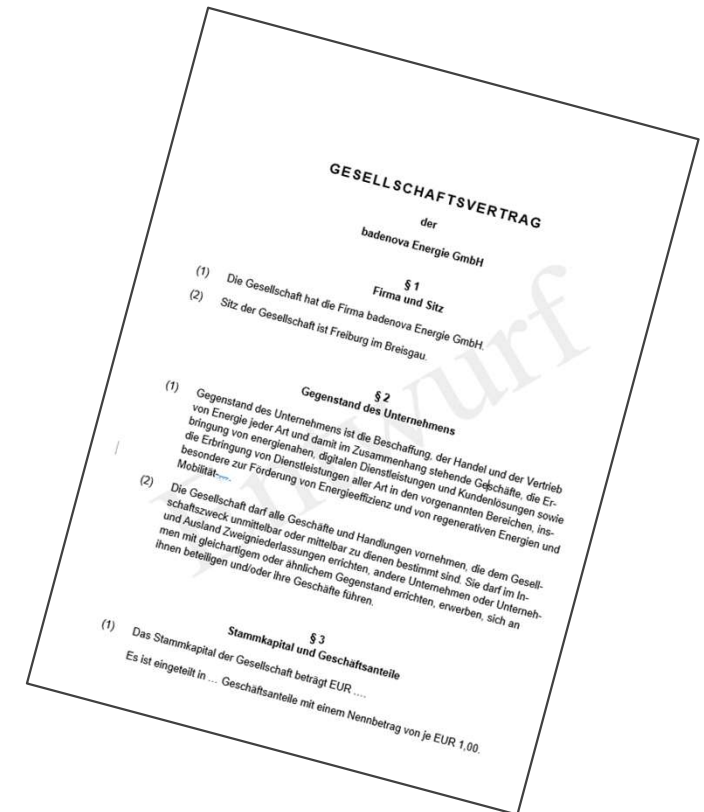 GESELLSCHAFTSVERTRAG
der
badenova Energie GmbH
§ 1
Firma und Sitz
(1) Die Gesellschaft hat die Firma badenova Energie GmbH.
(2) Sitz der Gesellschaft ist Freiburg im Breisgau.
§ 2
Gegenstand des Unternehmens
(1) Gegenstand des Unternehmens ist die Beschaffung, der Handel und der Vertrieb
von Energie jeder Art und damit im Zusammenhang stehende Geschäfte, die Er-
bringung von energienahen, digitalen Dienstleistungen und Kundenlösungen sowie
die Erbringung von Dienstleistungen aller Art in den vorgenannten Bereichen, ins-
besondere zur Förderung von Energieeffizienz und von regenerativen Energien und
Mobilität.
(2) Die Gesellschaft darf alle Geschäfte und Handlungen vornehmen, die dem Gesell-
schaftszweck unmittelbar oder mittelbar zu dienen bestimmt sind. Sie darf im In-
und Ausland Zweigniederlassungen errichten, andere Unternehmen oder Unterneh-
men mit gleichartigem oder ähnlichem Gegenstand errichten, erwerben, sich an
ihnen beteiligen und/oder ihre Geschäfte führen.
§ 3
Stammkapital und Geschäftsanteile
(1) Das Stammkapital der Gesellschaft beträgt EUR ....
Es ist eingeteilt in ... Geschäftsanteile mit einem Nennbetrag von je EUR 1,00.
Entwurf